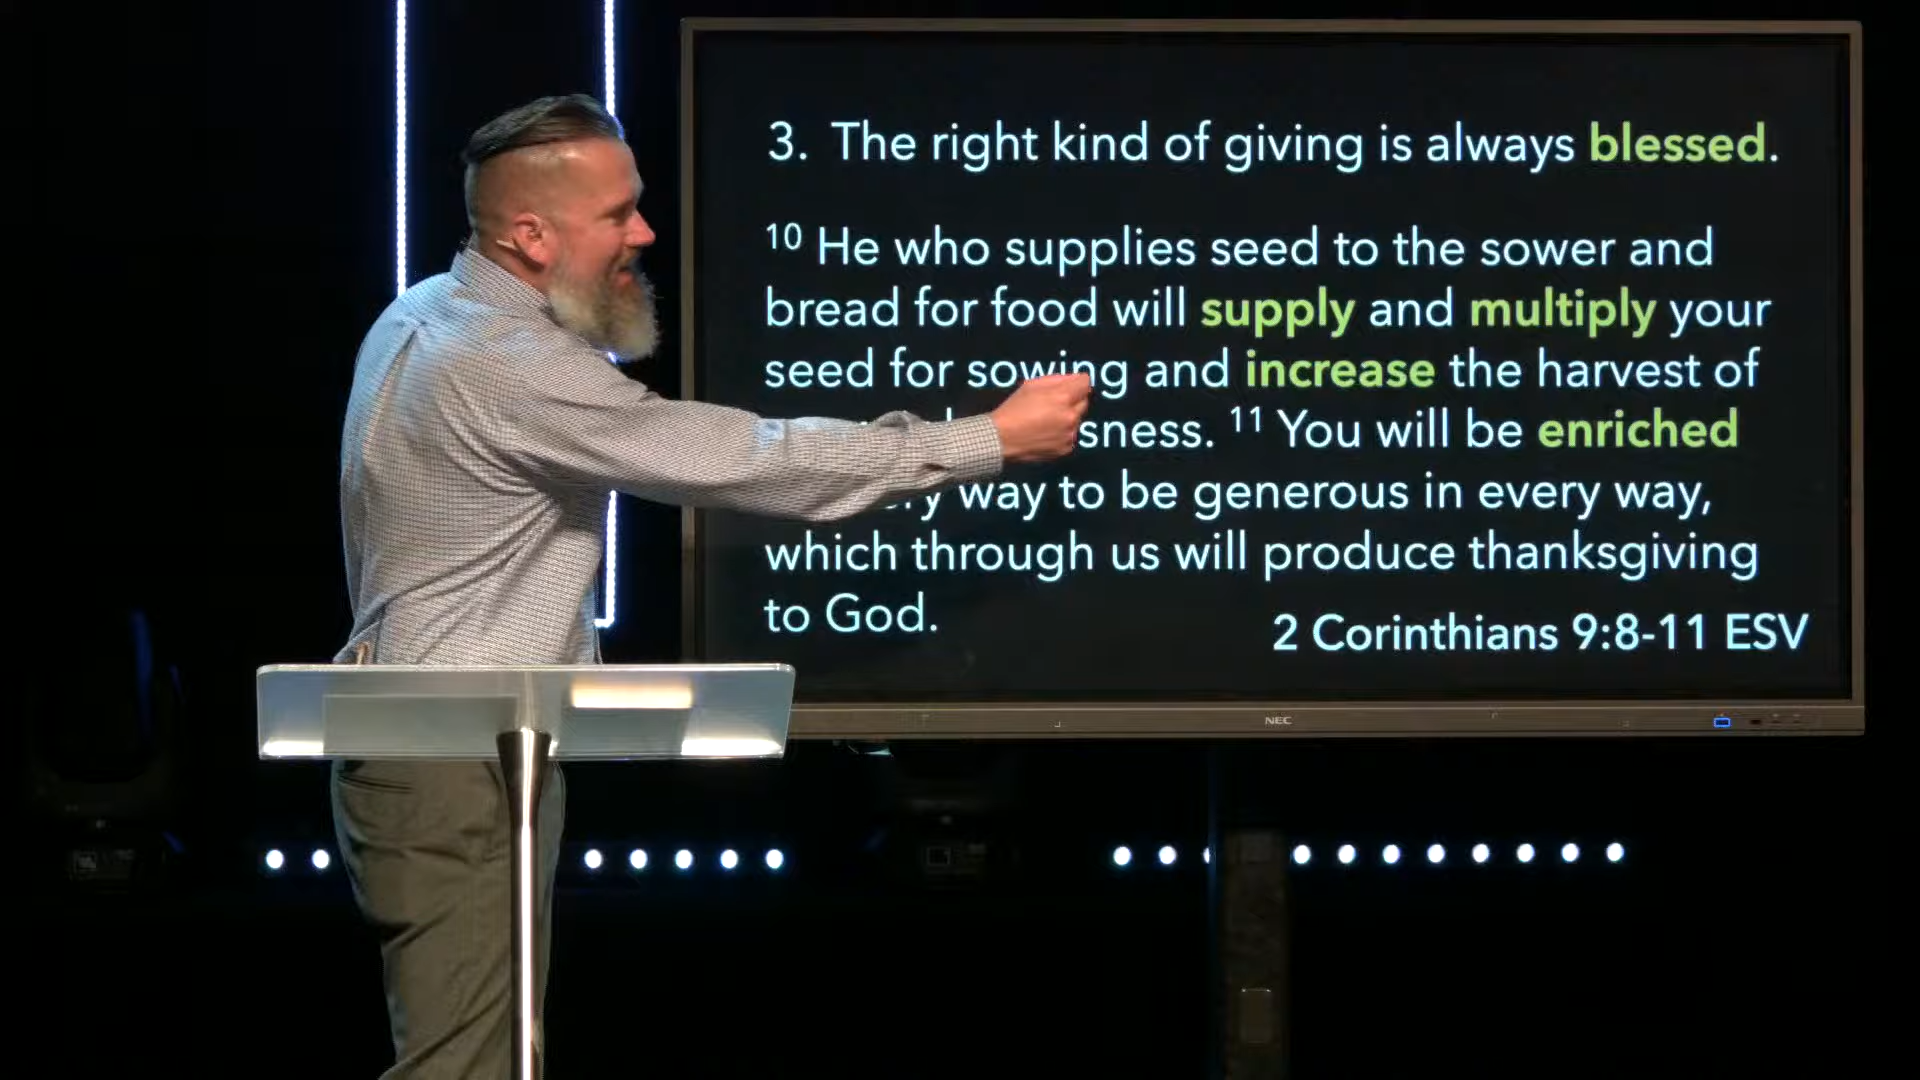 3. The right kind of giving is always blessed.
10 He who supplies seed to the sower and
bread for food will supply and multiply your
seed for sowing and increase the harvest of
11 You will be enriched
way to be generous in every way,
which through us will produce thanksgiving
to God.
2 Corinthians 9:8-11 ESV
NEC